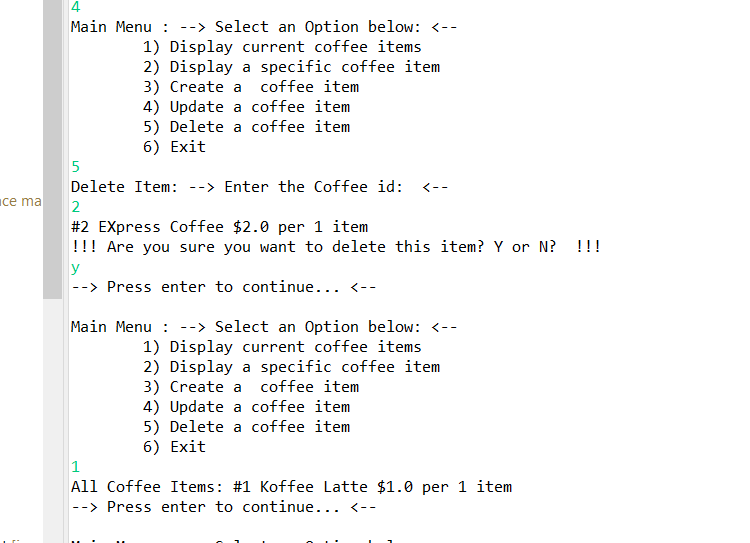 4
Main Menu : --> Select an Option below: <--
1) Display current coffee items
2) Display a specific coffee item
3) Create a  coffee item
4) Update a coffee item
5) Delete a coffee item
6) Exit
5
Delete Item: --> Enter the Coffee id:  <--
nce ma
2
#2 EXpress Coffee $2.0 per 1 item
!!! Are you sure you want to delete this item? Y or N?  !!!
y
--> Press enter to continue... <--
Main Menu : --> Select an Option below: <--
1) Display current coffee items
2) Display a specific coffee item
3) Create a  coffee item
4) Update a coffee item
5) Delete a coffee item
6) Exit
1
All Coffee Items: #1 Koffee Latte $1.0 per 1 item
--> Press enter to continue... <--